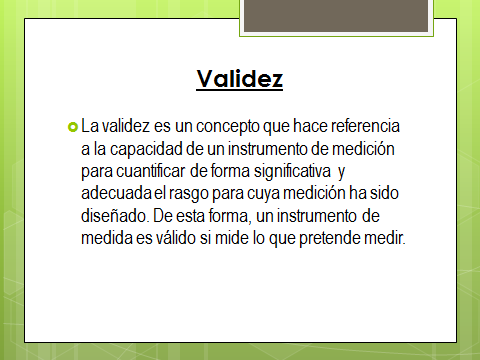 Validez
La validez es un concepto que hace referencia
a la capacidad de un instrumento de medición
para cuantificar de forma significativa y
adecuada el rasgo para cuya medición ha sido
diseñado. De esta forma, un instrumento de
medida es válido si mide lo que pretende medir.